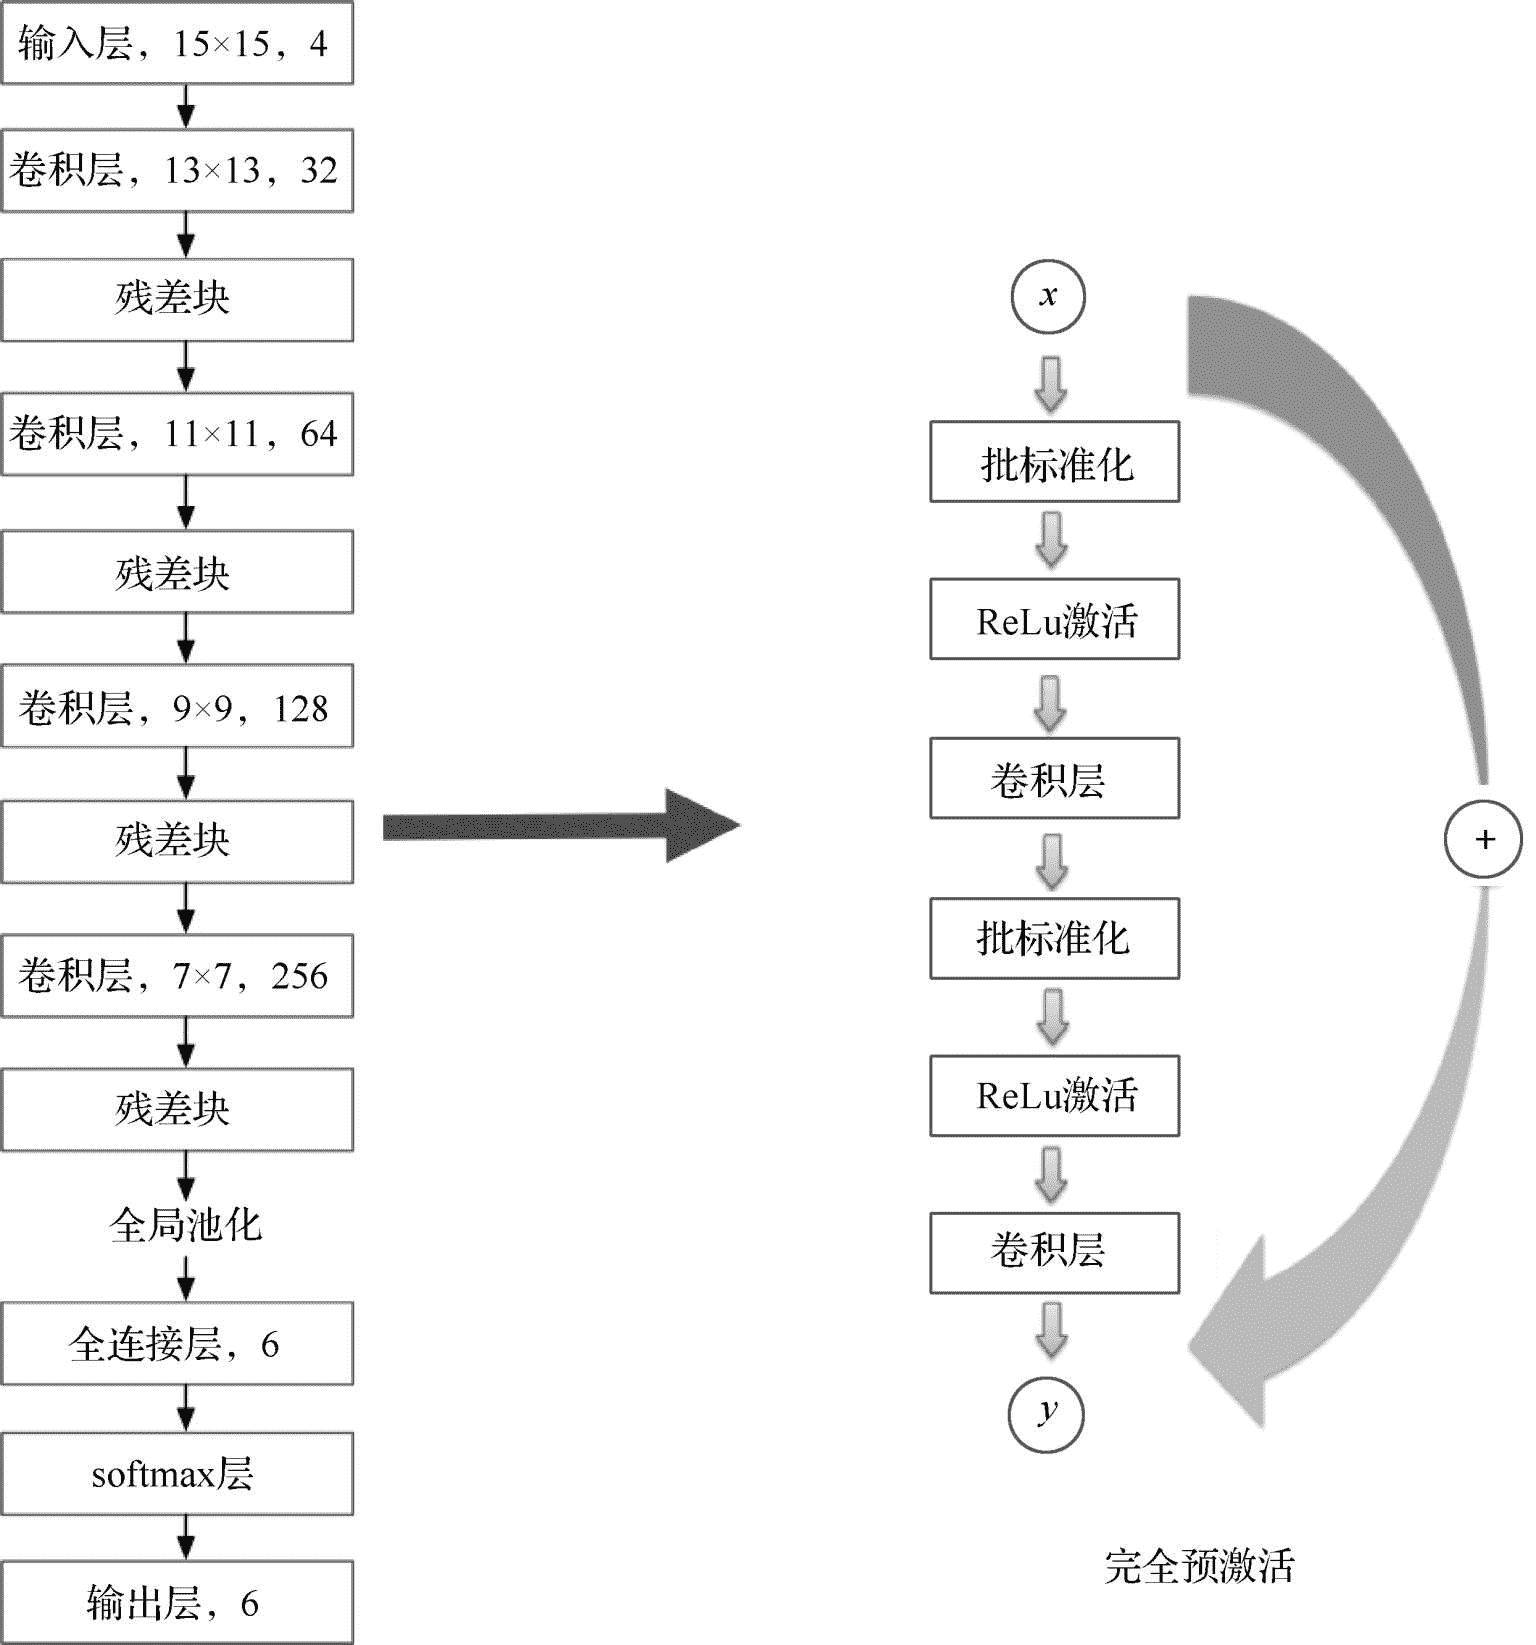 输入层，15×15，4
卷积层，13×13，32
残差块
卷积层，11×11，64
残差块
卷积层，9×9，128
残差块
卷积层，7×7，256
残差块
全局池化
全连接层，6
softmax层
输出层，6
x
批标准化
ReLu激活
卷积层
批标准化
ReLu激活
卷积层
y
+
完全预激活